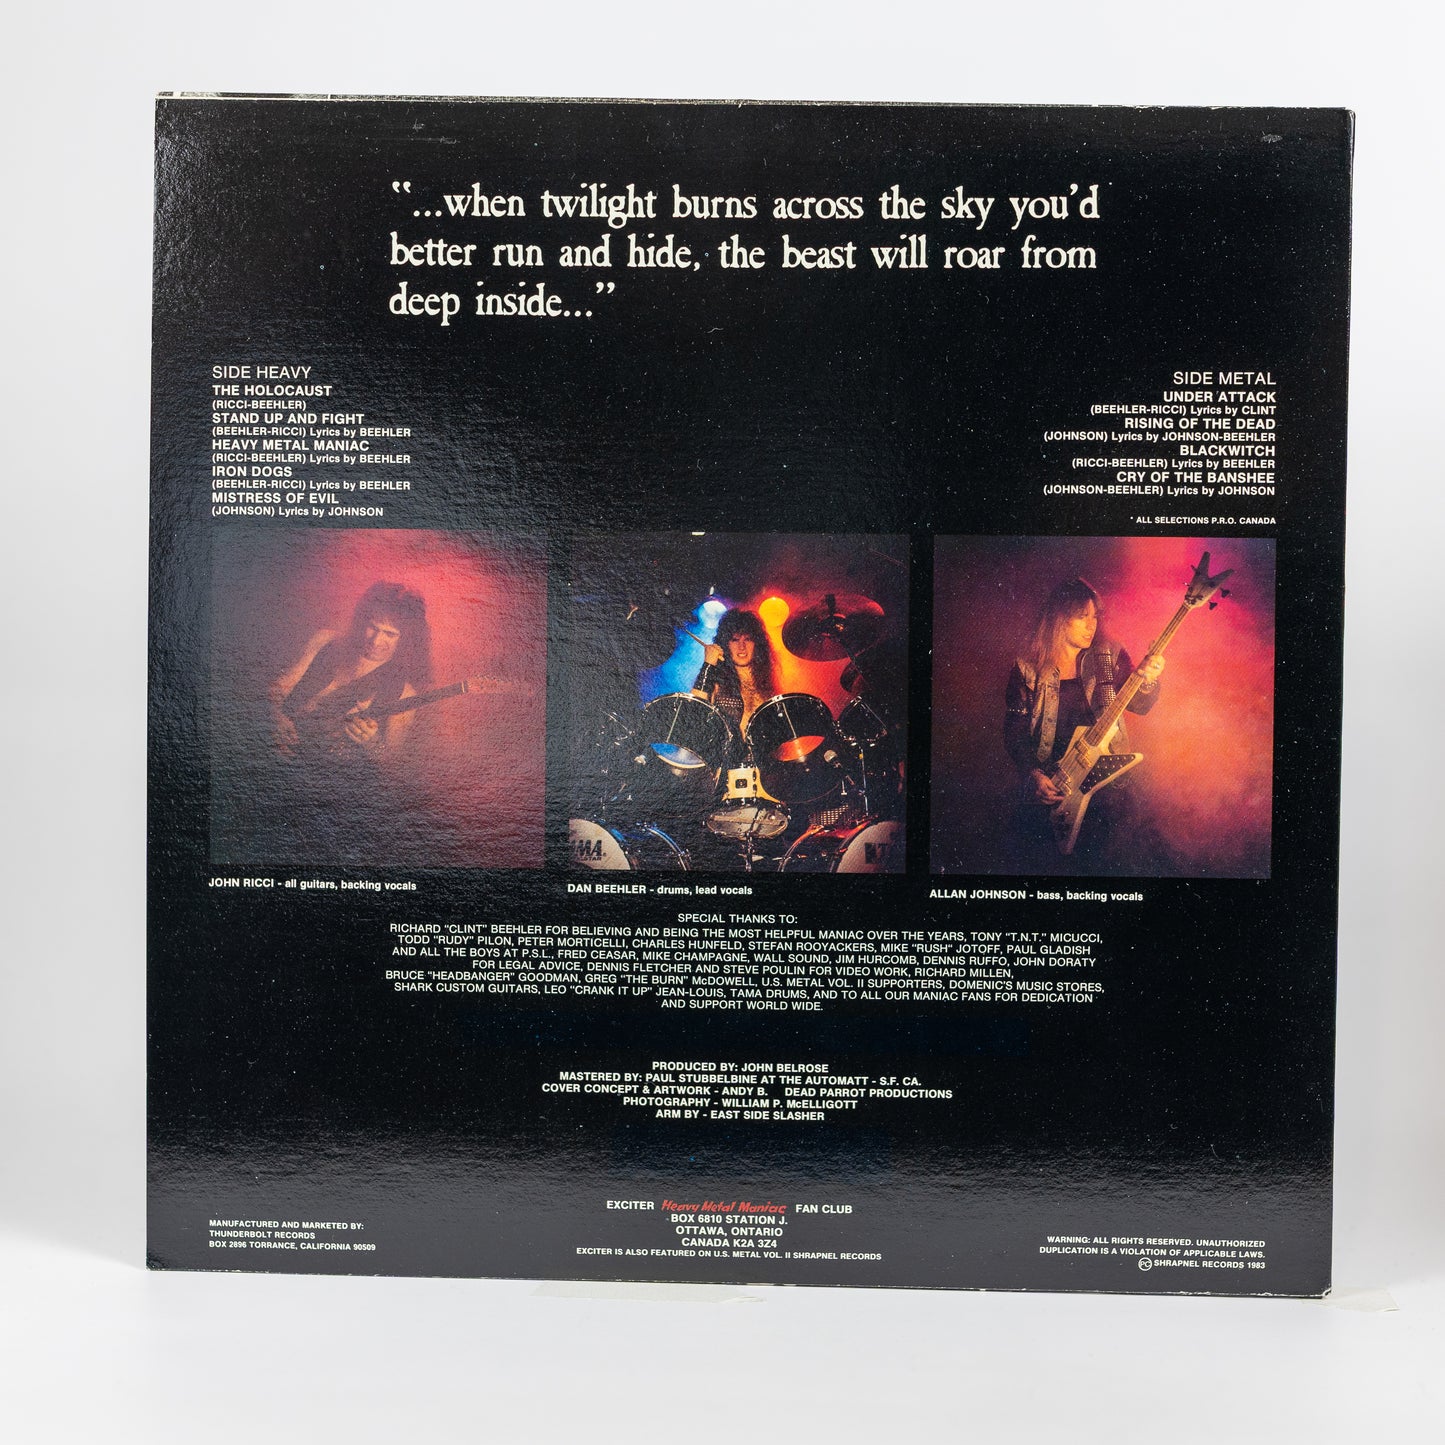 “...when twilight burns across the sky you’d
better run and hide, the beast will roar from
deep inside...”
SIDE HEAVY
THE HOLOCAUST
(RICCI-BEEHLER)
STAND UP AND FIGHT
(BEEHLER-RICCI) Lyrics by BEEHLER
HEAVY METAL MANIAC
(RICCI-BEEHLER) Lyrics by BEEHLER
IRON DOGS
(BEEHLER-RICCI) Lyrics by BEEHLER
MISTRESS OF EVIL
(JOHNSON) Lyrics by JOHNSON
SIDE METAL
UNDER ATTACK
(BEEHLER-RICCI) Lyrics by CLINT
RISING OF THE DEAD
(JOHNSON) Lyrics by JOHNSON-BEEHLER
BLACKWITCH
(RICCI-BEEHLER) Lyrics by BEEHLER
CRY OF THE BANSHEE
(JOHNSON-BEEHLER) Lyrics by JOHNSON
* ALL SELECTIONS P.R.O. CANADA
JOHN RICCI - all guitars, backing vocals
DAN BEEHLER - drums, lead vocals
ALLAN JOHNSON - bass, backing vocals
SPECIAL THANKS TO:
RICHARD “CLINT” BEEHLER FOR BELIEVING AND BEING THE MOST HELPFUL MANIAC OVER THE YEARS, TONY “T.N.T.” MICUCCI,
TODD “RUDY” PILON, PETER MORTICELLI, CHARLES HUNFELD, STEFAN ROOYACKERS, MIKE “RUSH” JOTOFF, PAUL GLADISH
AND ALL THE BOYS AT P.S.L., FRED CEASAR, MIKE CHAMPAGNE, WALL SOUND, JIM HURCOMB, DENNIS RUFFO, JOHN DORATY
FOR LEGAL ADVICE, DENNIS FLETCHER AND STEVE POULIN FOR VIDEO WORK, RICHARD MILLEN,
BRUCE “HEADBANGER” GOODMAN, GREG “THE BURN” McDOWELL, U.S. METAL VOL. II SUPPORTERS, DOMENIC’S MUSIC STORES,
SHARK CUSTOM GUITARS, LEO “CRANK IT UP” JEAN-LOUIS, TAMA DRUMS, AND TO ALL OUR MANIAC FANS FOR DEDICATION
AND SUPPORT WORLD WIDE.
PRODUCED BY: JOHN BELROSE
MASTERED BY: PAUL STUBBELBINE AT THE AUTOMATT - S.F. CA.
COVER CONCEPT & ARTWORK - ANDY B. DEAD PARROT PRODUCTIONS
PHOTOGRAPHY - WILLIAM P. McELLIGOTT
ARM BY - EAST SIDE SLASHER
EXCITER Heavy Metal Maniac FAN CLUB
BOX 6810 STATION J.
OTTAWA, ONTARIO
CANADA K2A 3Z4
EXCITER IS ALSO FEATURED ON U.S. METAL VOL. II SHRAPNEL RECORDS
MANUFACTURED AND MARKETED BY:
THUNDERBOLT RECORDS
BOX 2896 TORRANCE, CALIFORNIA 90509
WARNING: ALL RIGHTS RESERVED. UNAUTHORIZED
DUPLICATION IS A VIOLATION OF APPLICABLE LAWS.
PC SHRAPNEL RECORDS 1983